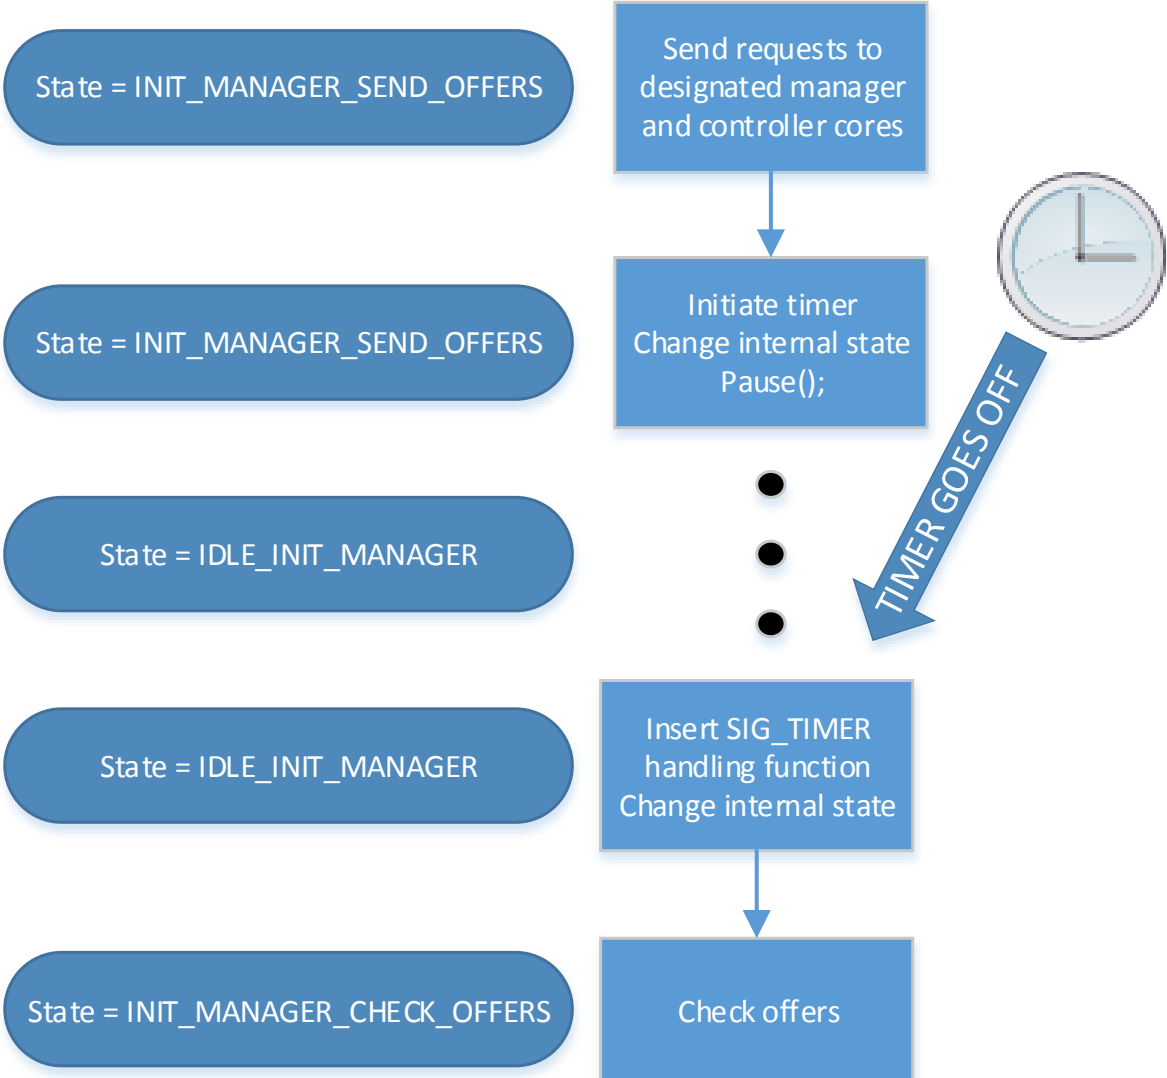 State = INIT_MANAGER_SEND_OFFERS
Send requests to
designated manager
and controller cores
State = INIT_MANAGER_SEND_OFFERS
Initiate timer
Change internal state
Pause();
TIMER GOES OFF
State = IDLE_INIT_MANAGER
State = IDLE_INIT_MANAGER
Insert SIG_TIMER
handling function
Change internal state
State = INIT_MANAGER_CHECK_OFFERS
Check offers